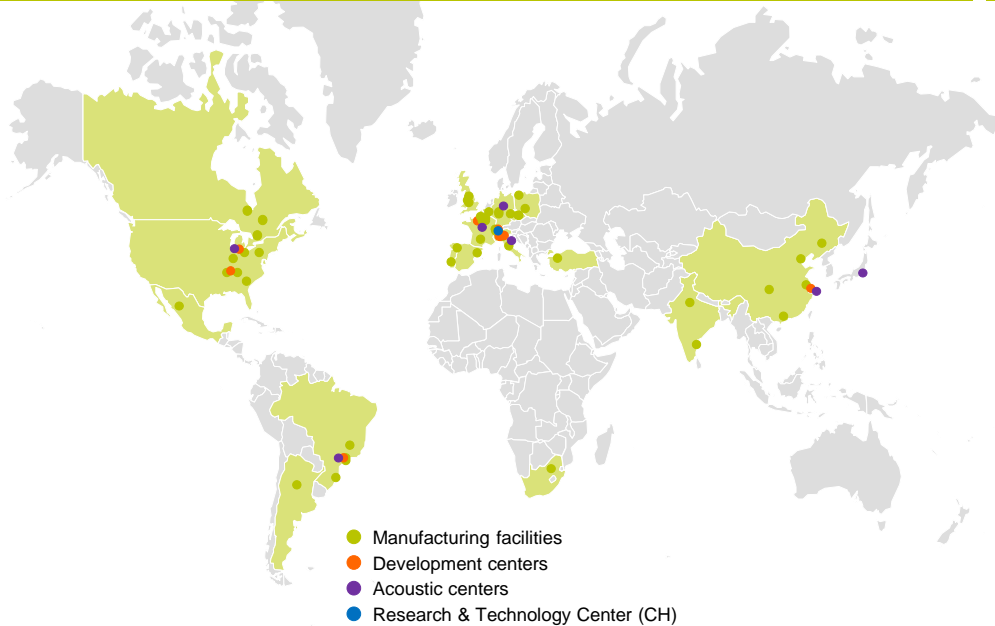 Manufacturing facilities
Development centers
Acoustic centers
Research & Technology Center (CH)